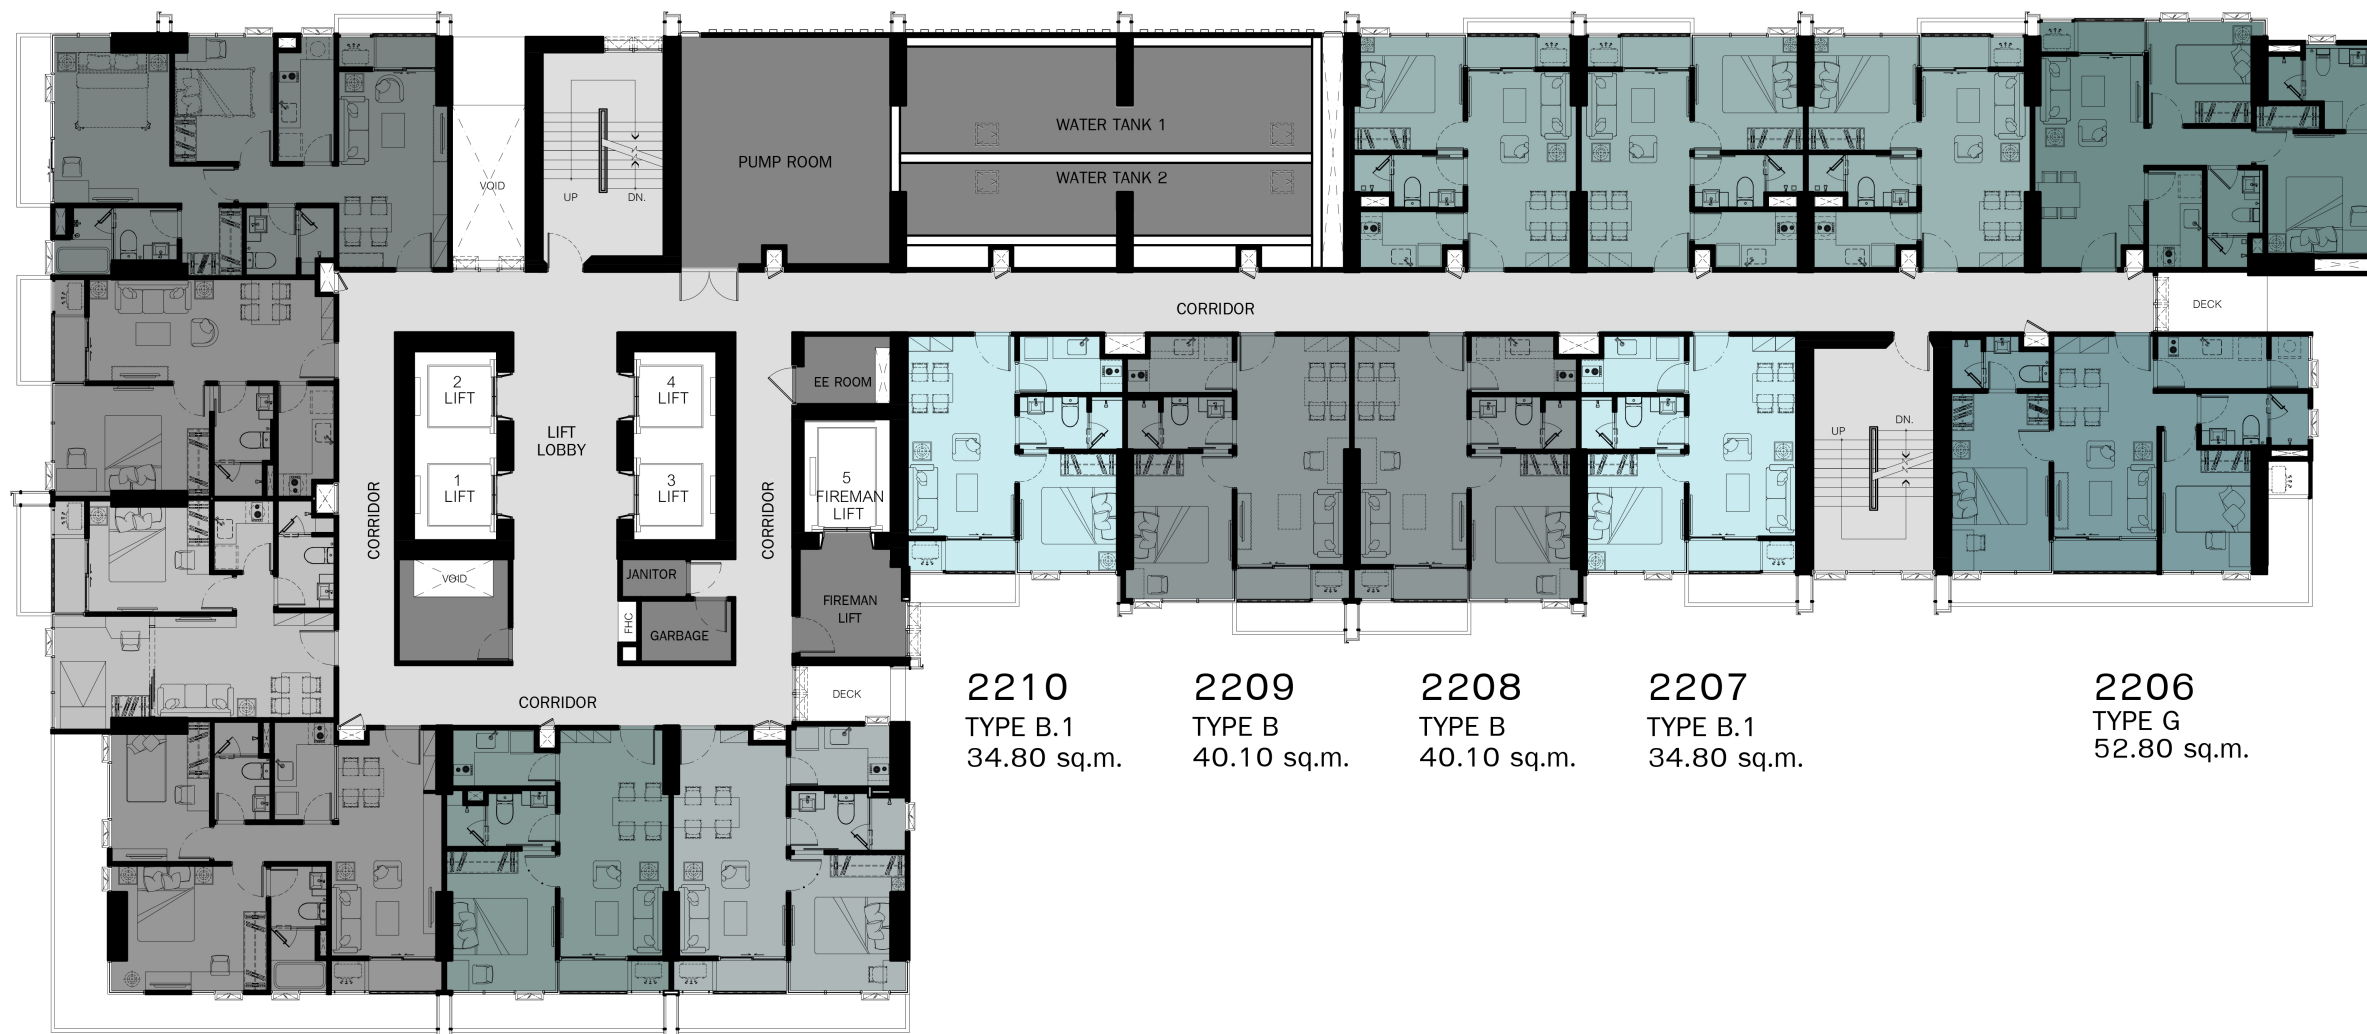 WATER TANK 1
PUMP ROOM
WATER TANK 2
VOID
UP
DN.
CORRIDOR
DECK
2
LIFT
4
LIFT
EE ROOM
LIFT
LOBBY
UP
DN.
1
LIFT
3
LIFT
5
FIREMAN
LIFT
CORRIDOR
CORRIDOR
VOID
JANITOR
FIREMAN
LIFT
FHC
GARBAGE
DECK
CORRIDOR
2210
TYPE B.1
34.80 sq.m.
2209
TYPE B
40.10 sq.m.
2208
TYPE B
40.10 sq.m.
2207
TYPE B.1
34.80 sq.m.
2206
TYPE G
52.80 sq.m.